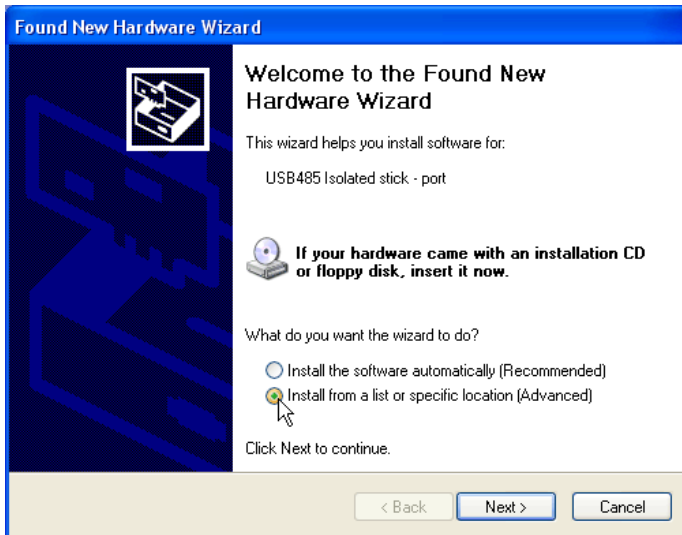 Found New Hardware Wizard
Welcome to the Found New
Hardware Wizard
This wizard helps you install software for:
USB485 Isolated stick - port
If your hardware came with an installation CD
or floppy disk, insert it now.
What do you want the wizard to do?
Install the software automatically (Recommended)
Install from a list or specific location (Advanced)
Click Next to continue.
< Back Next > Cancel